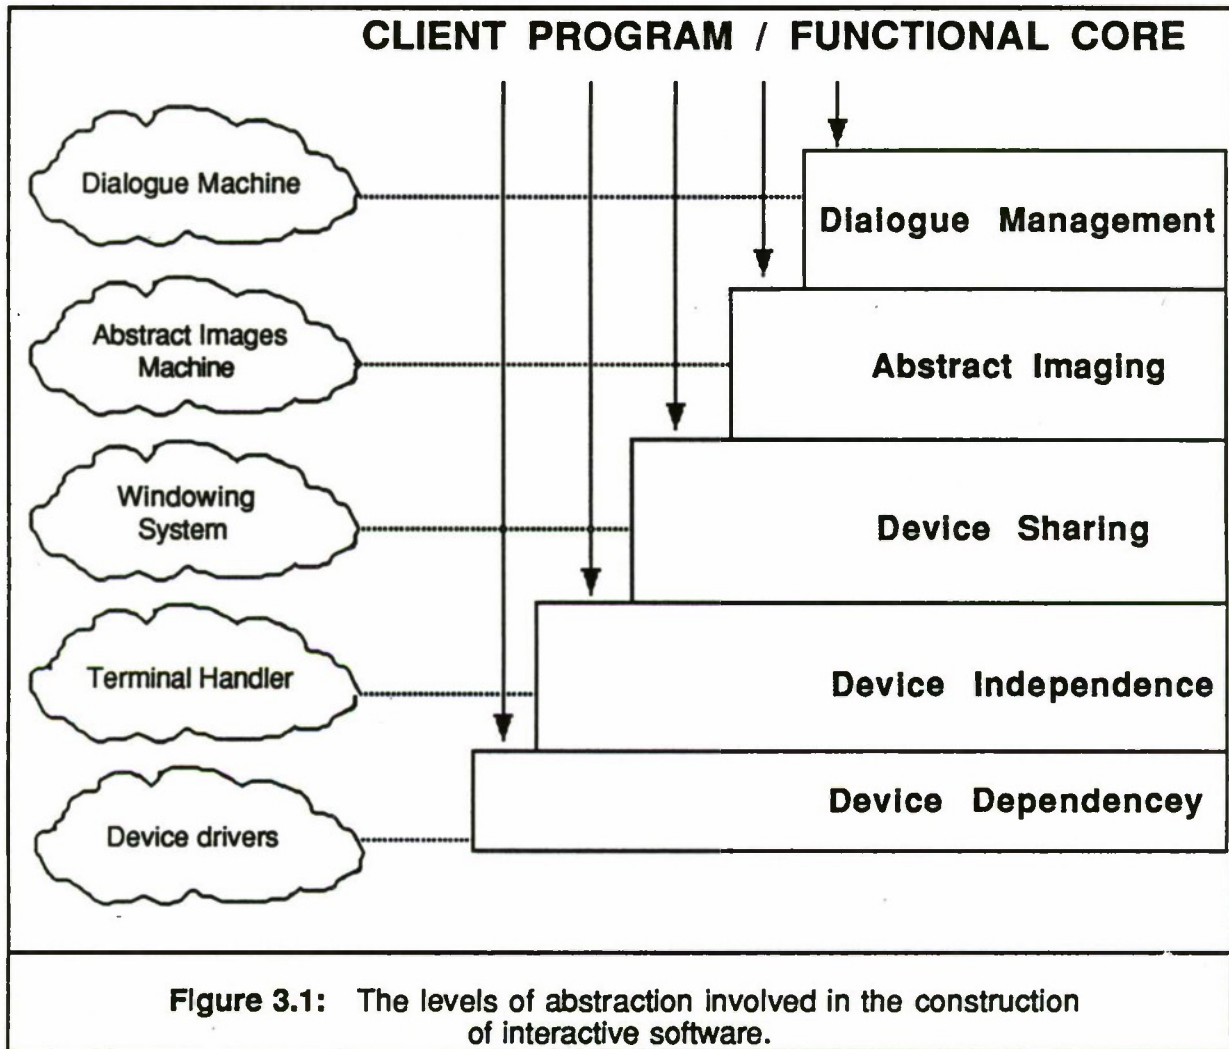 CLIENT PROGRAM / FUNCTIONAL CORE
Dialogue Machine
Dialogue Management
Abstract Images
Machine
Abstract Imaging
Windowing
System
Device Sharing
Terminal Handler
Device Independence
Device drivers
Device Dependencey
Figure 3.1: The levels of abstraction involved in the construction
of interactive software.